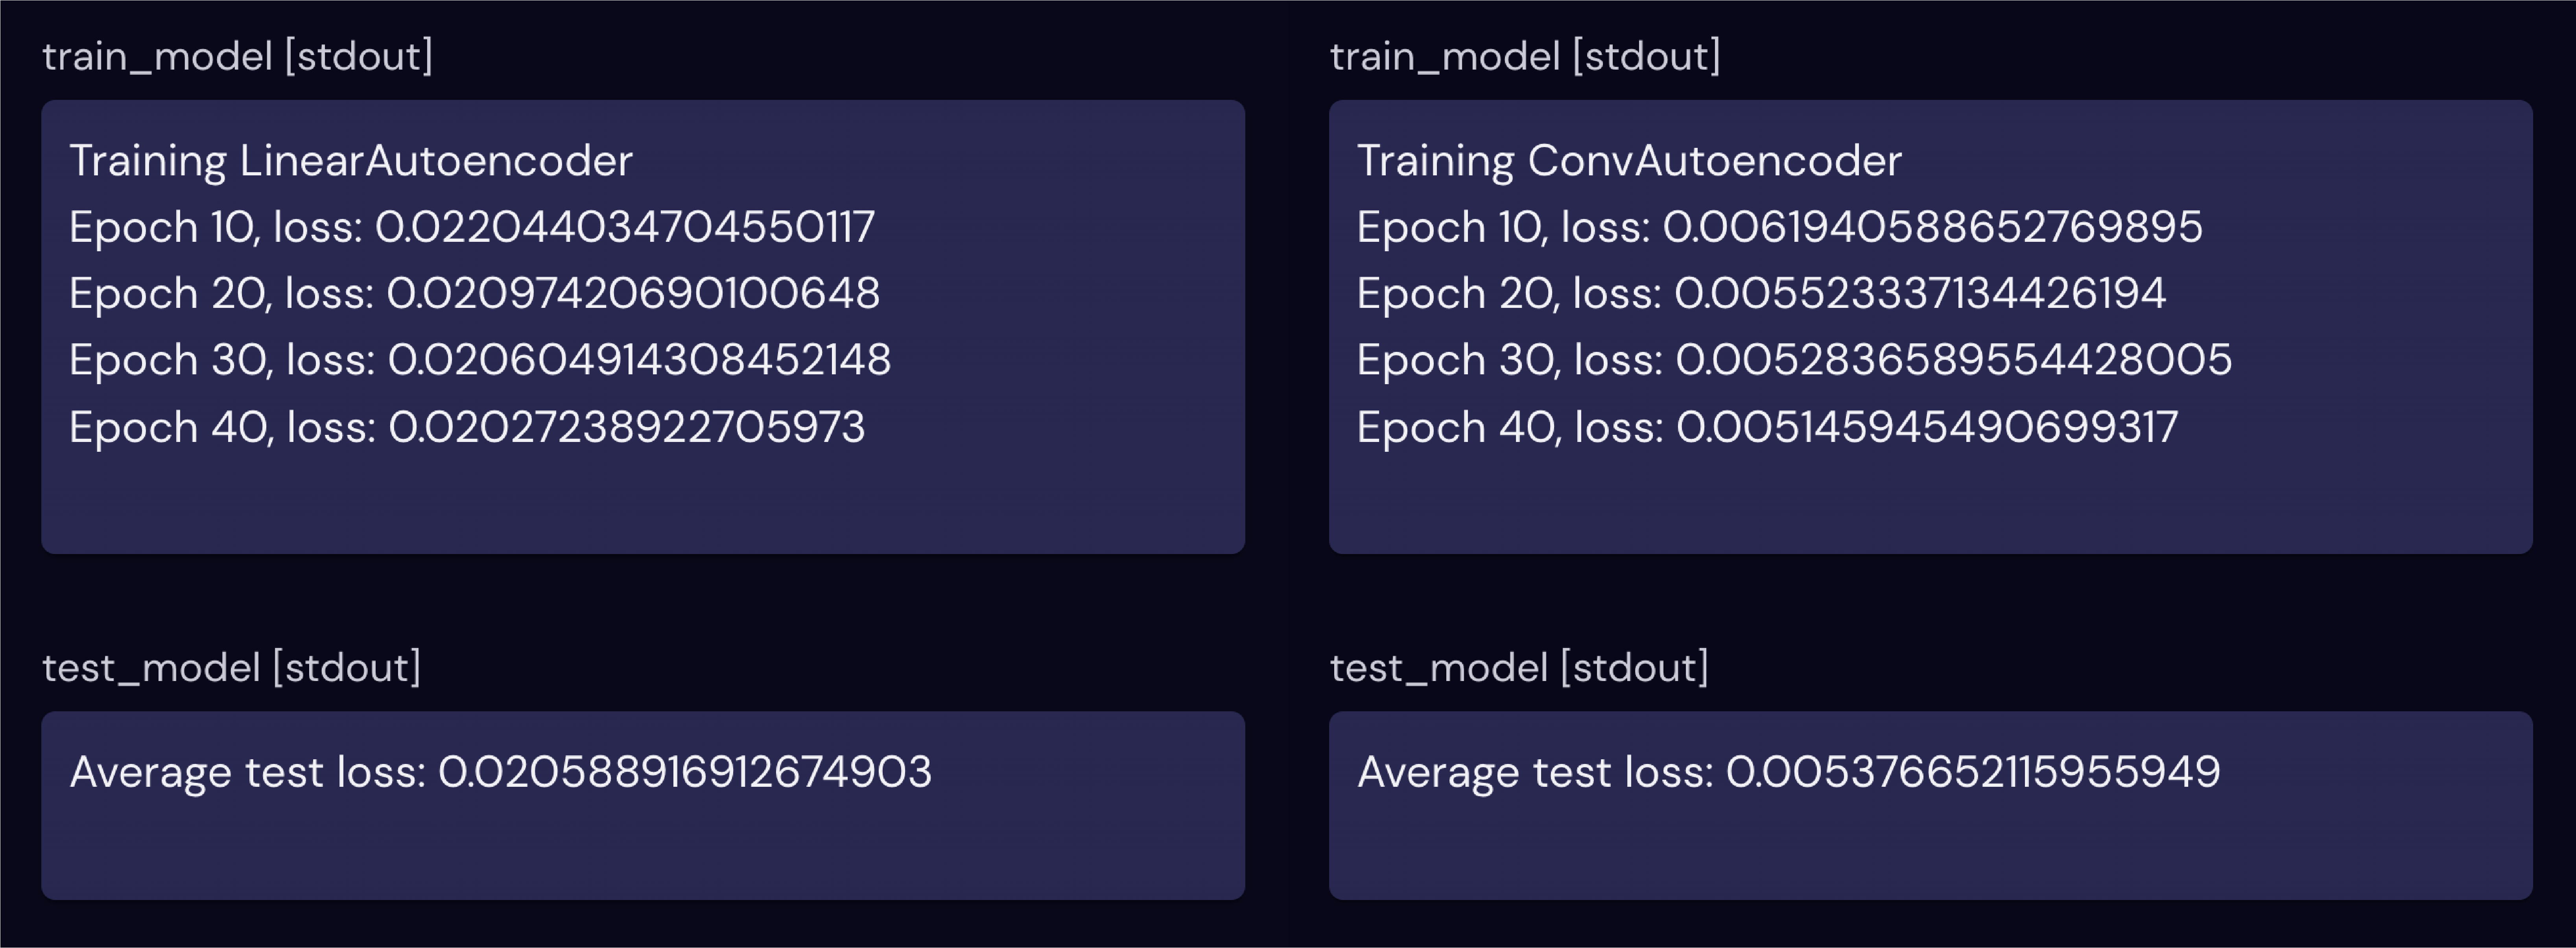 train_model [stdout]
Training LinearAutoencoder
Epoch 10, loss: 0.022044034704550117
Epoch 20, loss: 0.02097420690100648
Epoch 30, loss: 0.020604914308452148
Epoch 40, loss: 0.02027238922705973
test_model [stdout]
Average test loss: 0.020588916912674903
train_model [stdout]
Training ConvAutoencoder
Epoch 10, loss: 0.0061940588652769895
Epoch 20, loss: 0.005523337134426194
Epoch 30, loss: 0.0052836589554428005
Epoch 40, loss: 0.005145945490699317
test_model [stdout]
Average test loss: 0.005376652115955949